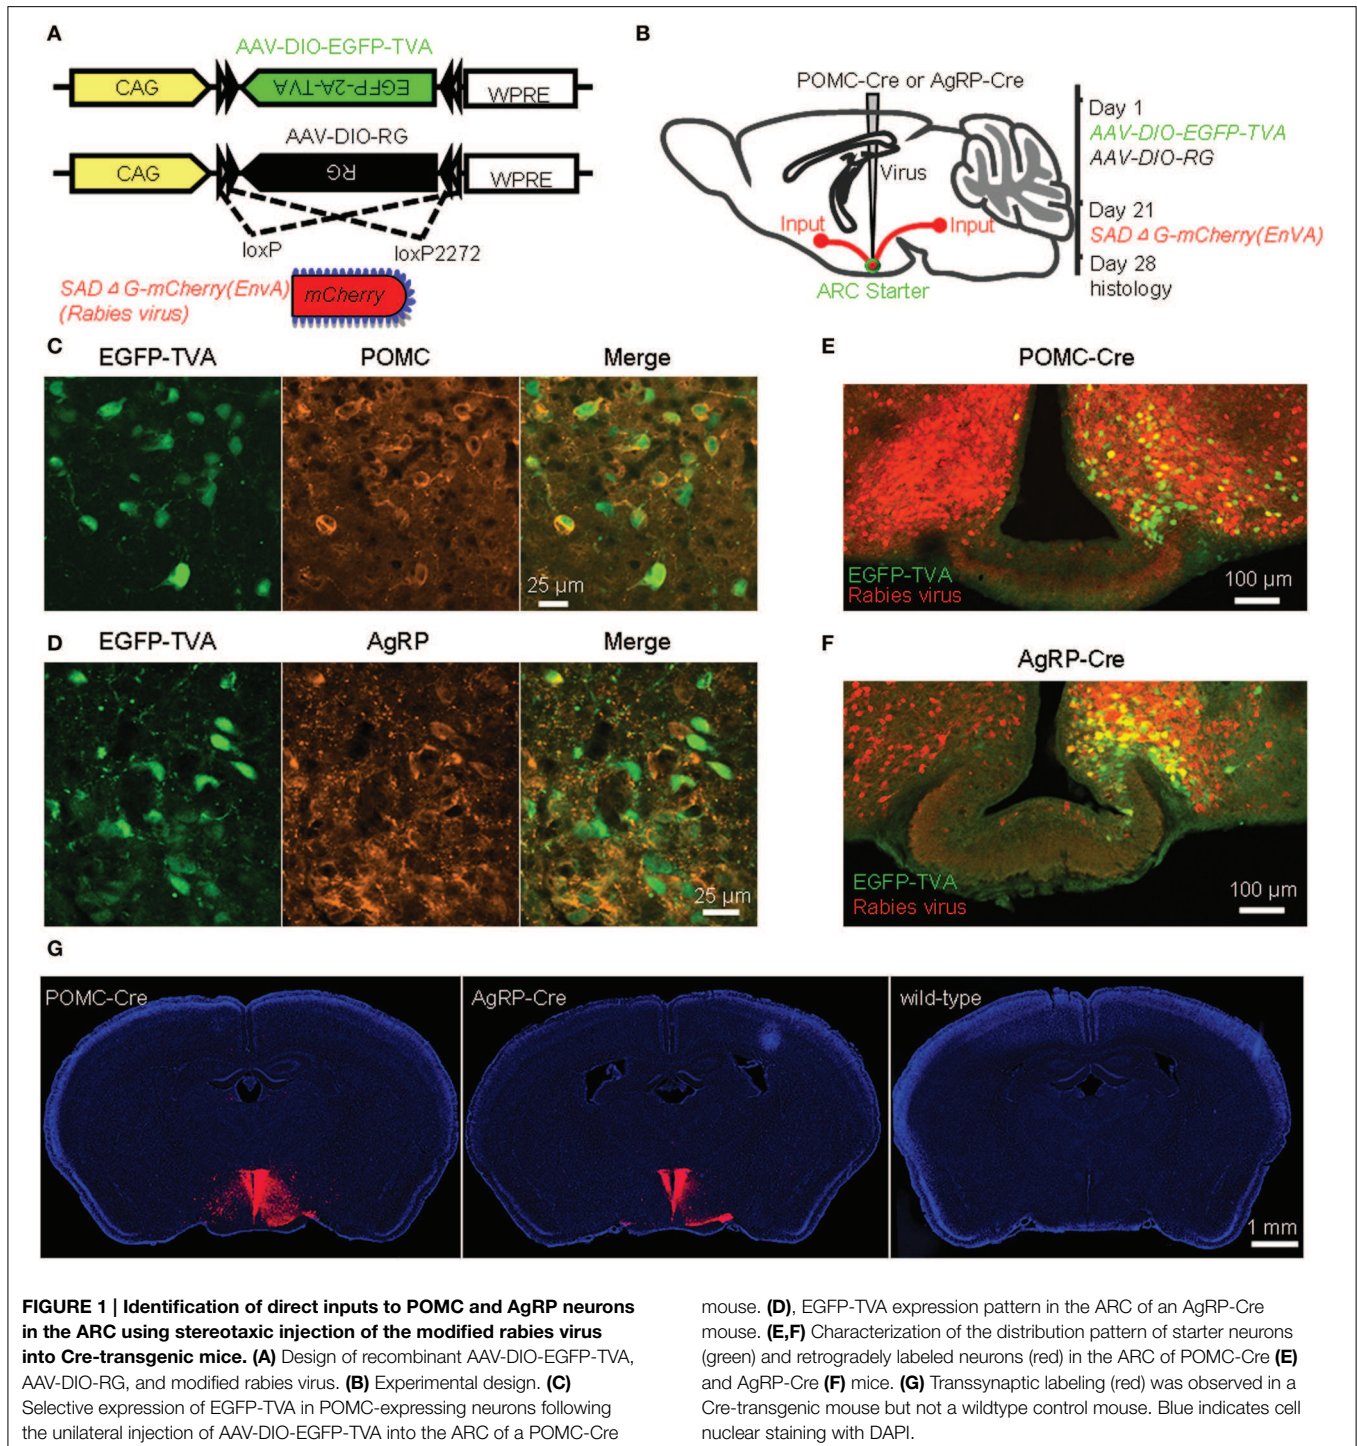 A
AAV-DIO-EGFP-TVA
CAG
EGFP-2A-TVA
WPRE
AAV-DIO-RG
CAG
RG
WPRE
loxP
loxP2272
SAD Δ G-mCherry(EnvA)
(Rabies virus)
mCherry
B
POMC-Cre or AgRP-Cre
Virus
Input
Input
ARC Starter
Day 1
AAV-DIO-EGFP-TVA
AAV-DIO-RG
Day 21
SAD Δ G-mCherry(EnVA)
Day 28
histology
C
EGFP-TVA
POMC
Merge
25 µm
D
EGFP-TVA
AgRP
Merge
25 µm
E
POMC-Cre
EGFP-TVA
Rabies virus
100 µm
F
AgRP-Cre
EGFP-TVA
Rabies virus
100 µm
G
POMC-Cre
AgRP-Cre
wild-type
1 mm
FIGURE 1 | Identification of direct inputs to POMC and AgRP neurons
in the ARC using stereotaxic injection of the modified rabies virus
into Cre-transgenic mice. (A) Design of recombinant AAV-DIO-EGFP-TVA,
AAV-DIO-RG, and modified rabies virus. (B) Experimental design. (C)
Selective expression of EGFP-TVA in POMC-expressing neurons following
the unilateral injection of AAV-DIO-EGFP-TVA into the ARC of a POMC-Cre
mouse. (D), EGFP-TVA expression pattern in the ARC of an AgRP-Cre
mouse. (E,F) Characterization of the distribution pattern of starter neurons
(green) and retrogradely labeled neurons (red) in the ARC of POMC-Cre (E)
and AgRP-Cre (F) mice. (G) Transsynaptic labeling (red) was observed in a
Cre-transgenic mouse but not a wildtype control mouse. Blue indicates cell
nuclear staining with DAPI.